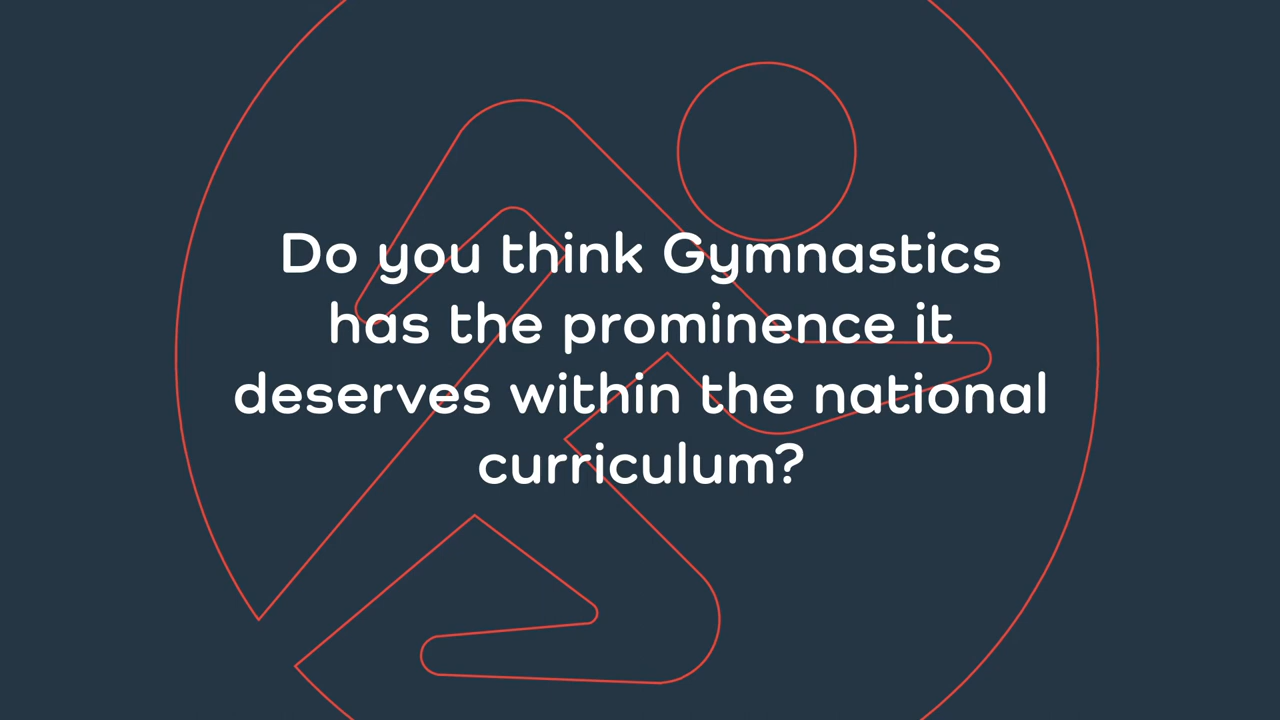 Do you think Gymnastics
has the prominence it
deserves within the national
curriculum?